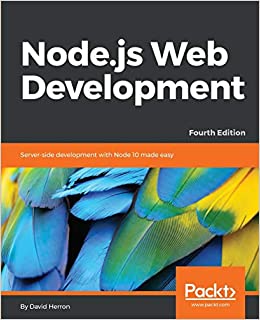 Node.js Web
Development
Fourth Edition
Server-side development with Node 10 made easy
By David Herron
Packt>
www.packt.com